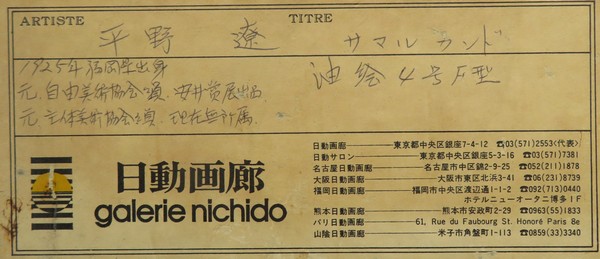 ARTISTE TITRE
平野 遼 サマルカンド
1925年福岡県出身 油絵4号F型
元.自由美術協会々員. 安井賞展出品
元.主体美術協会々員. 現在無所属.
日動画廊
galerie nichido
日動画廊 東京都中央区銀座7-4-12 ☎03(571)2553〈代表〉
日動サロン 東京都中央区銀座5-3-16 ☎03(571)7381
名古屋日動画廊 名古屋市中区錦2-9-25 ☎052(211)1878
大阪日動画廊 大阪市東区北浜3-41 ☎06(231)8739
福岡日動画廊 福岡市中央区渡辺通1-1-2 ☎092(713)0440
ホテルニューオータニ博多1F
熊本日動画廊 熊本市安政町2-29 ☎0963(55)1833
パリ日動画廊 61, Rue du Faubourg St. Honoré Paris 8e
山陰日動画廊 米子市角盤町1-113 ☎0859(33)3340